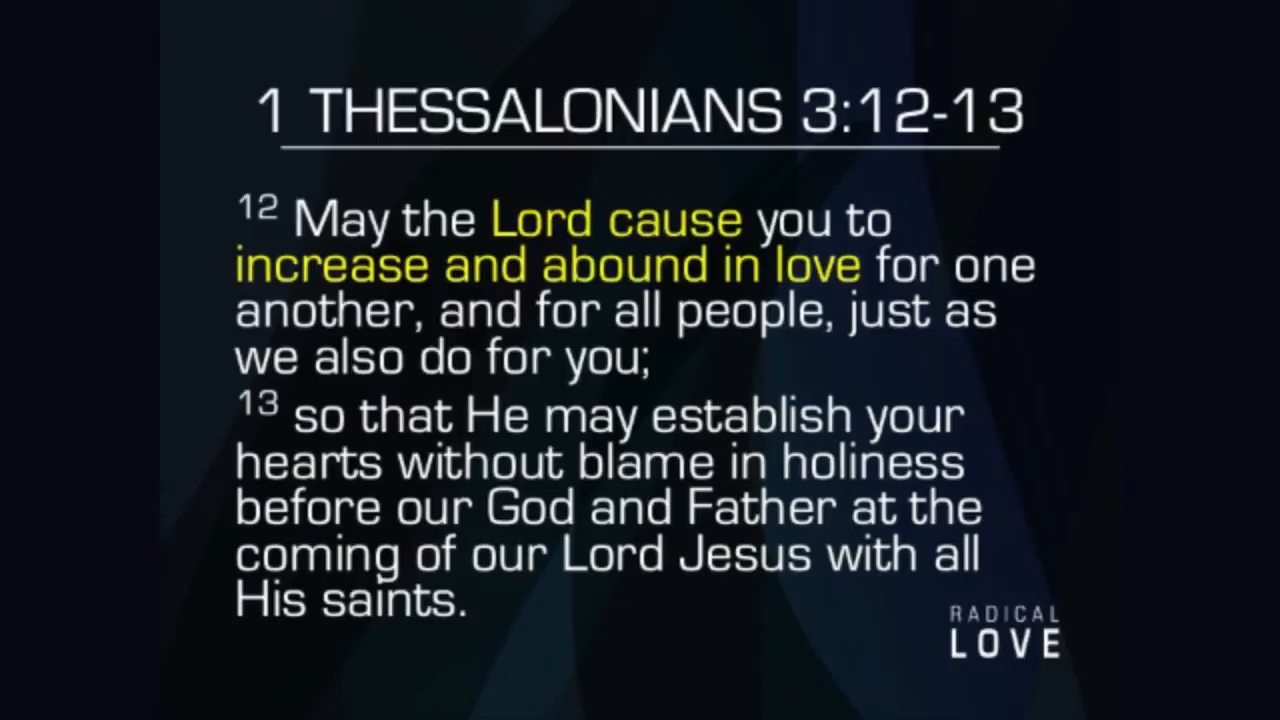 1 THESSALONIANS 3:12-13
12 May the Lord cause you to
increase and abound in love for one
another, and for all people, just as
we also do for you;
13 so that He may establish your
hearts without blame in holiness
before our God and Father at the
coming of our Lord Jesus with all
His saints.
RADICAL
LOVE